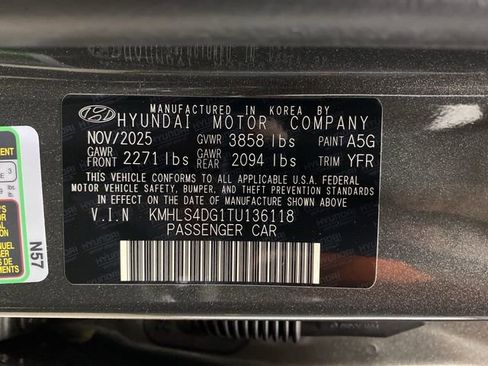 MANUFACTURED IN KOREA BY
HYUNDAI MOTOR COMPANY
NOV/2025 GVWR 3858 lbs PAINT A5G
GAWR FRONT 2271 lbs GAWR REAR 2094 lbs TRIM YFR
THIS VEHICLE CONFORMS TO ALL APPLICABLE U.S.A. FEDERAL
MOTOR VEHICLE SAFETY, BUMPER, AND THEFT PREVENTION STANDARDS
IN EFFECT ON THE DATE OF MANUFACTURE SHOWN ABOVE
V.I.N KMHLS4DG1TU136118
PASSENGER CAR
N57